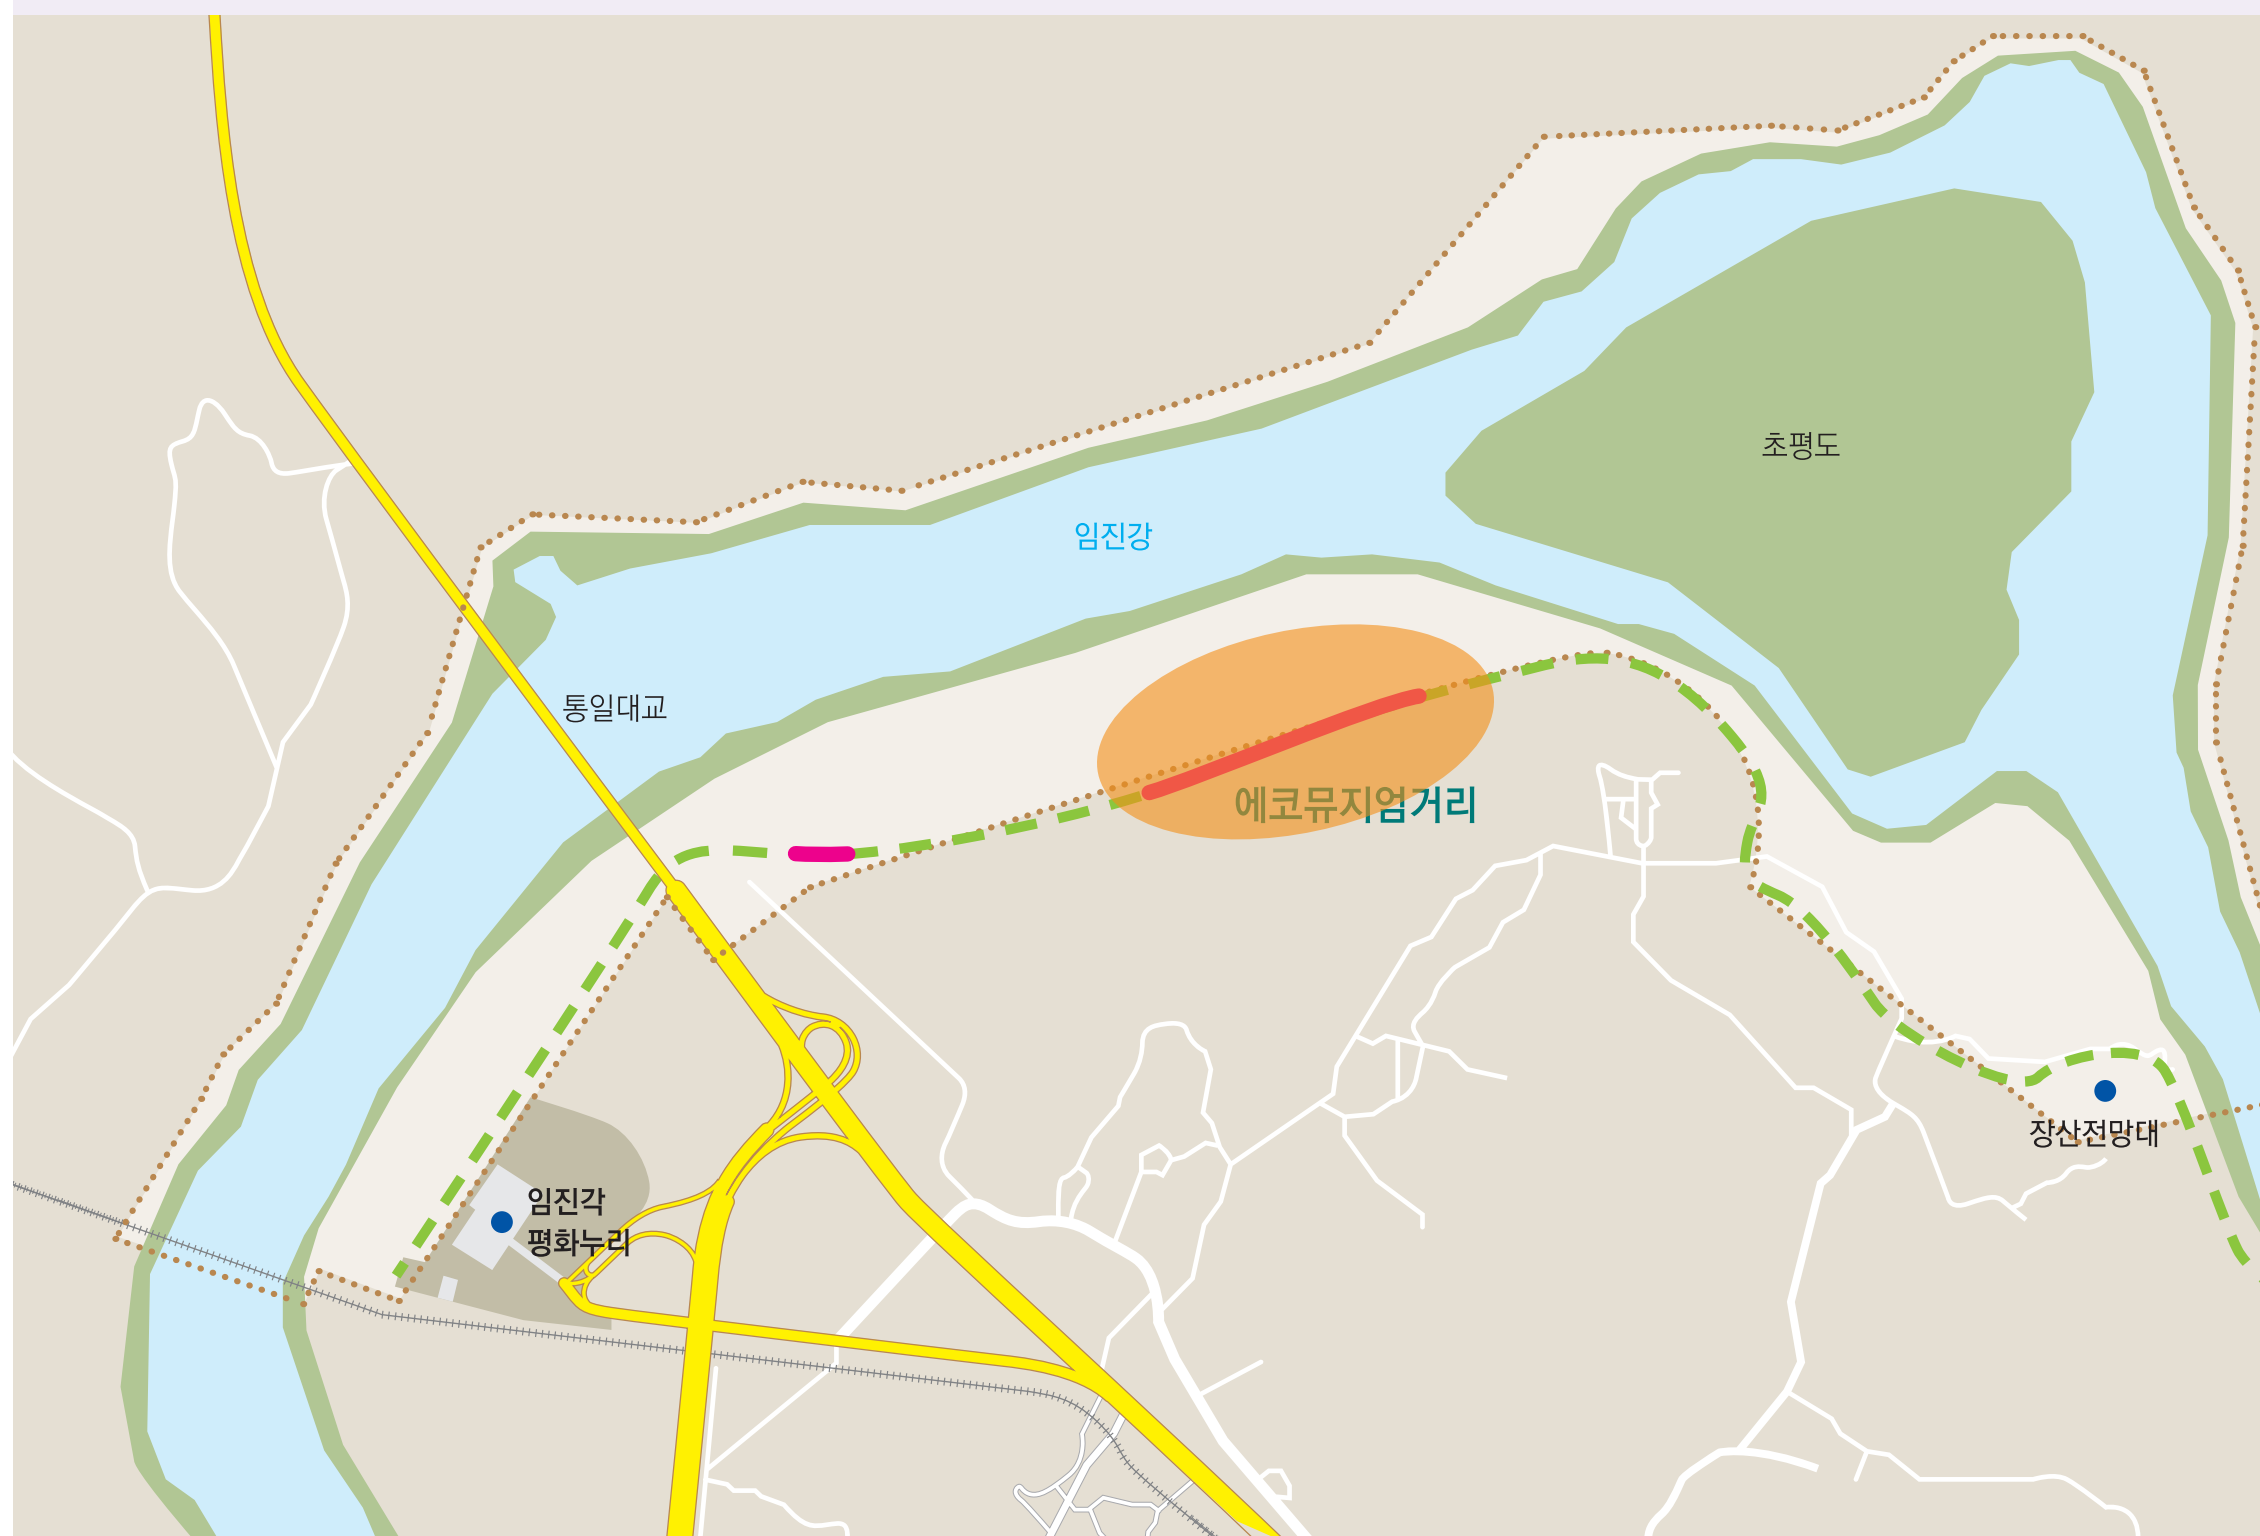 초평도
임진강
통일대교
에코뮤지엄거리
장산전망대
임진각
평화누리